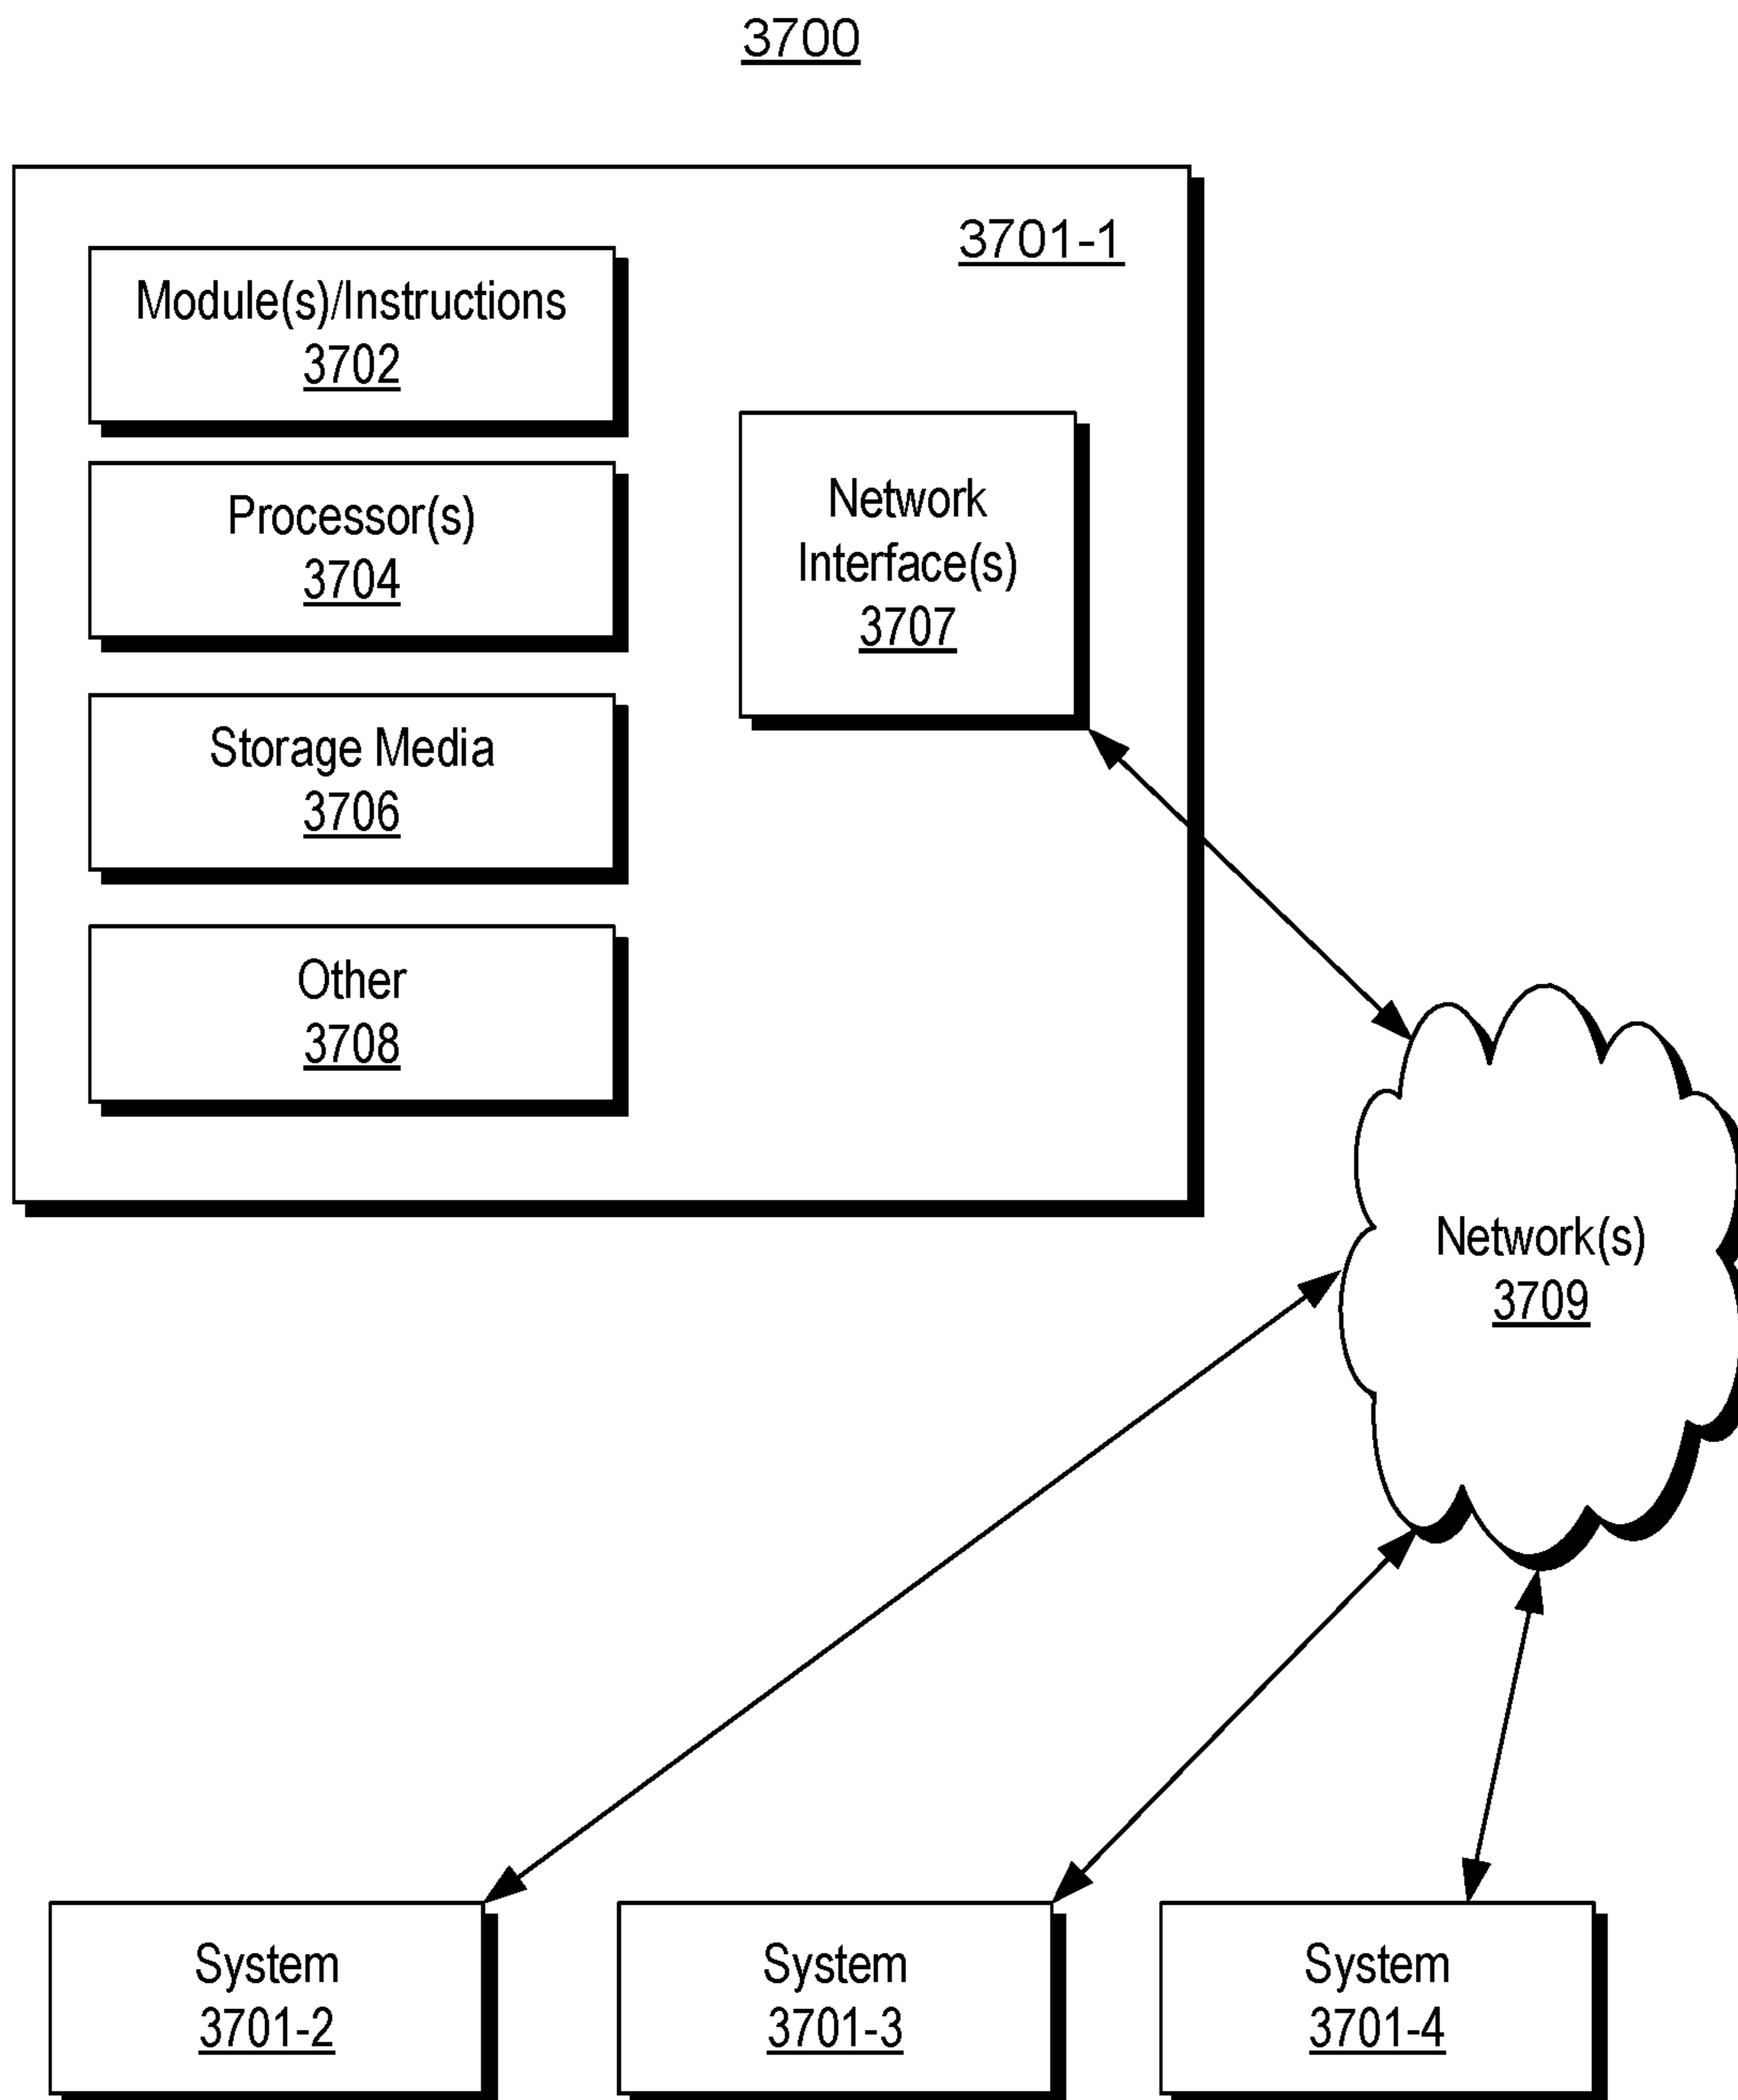 3700
3701-1
Module(s)/Instructions
3702
Processor(s)
3704
Network
Interface(s)
3707
Storage Media
3706
Other
3708
Network(s)
3709
System
3701-2
System
3701-3
System
3701-4